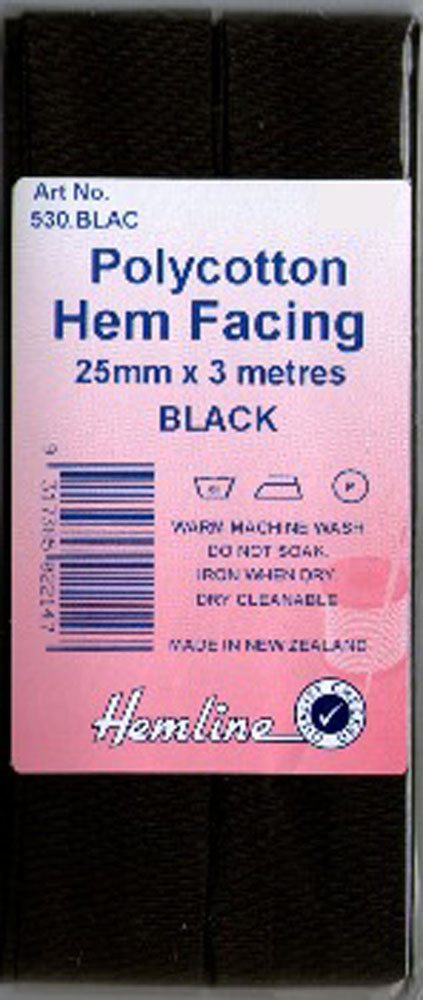 Art No.
530.BLAC
Polycotton
Hem Facing
25mm x 3 metres
BLACK
P
WARM MACHINE WASH
DO NOT SOAK.
IRON WHEN DRY.
DRY CLEANABLE
MADE IN NEW ZEALAND
Hemline